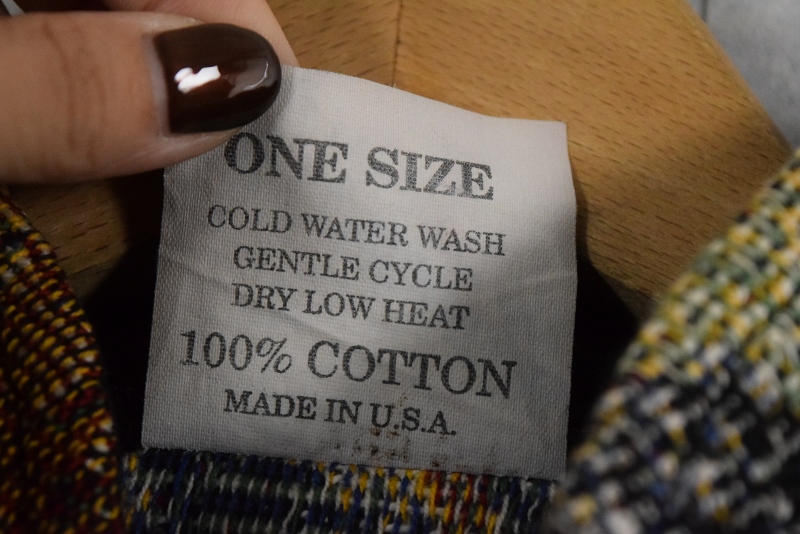 ONE SIZE
COLD WATER WASH
GENTLE CYCLE
DRY LOW HEAT
100% COTTON
MADE IN U.S.A.